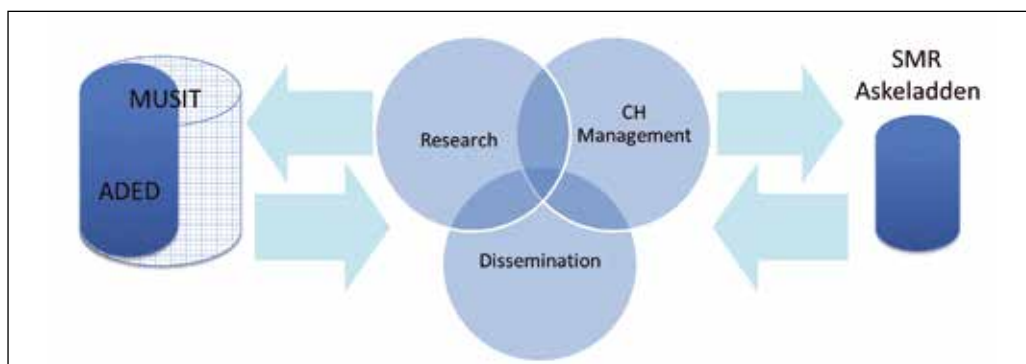 MUSIT
ADED
Research
CH
Management
Dissemination
SMR
Askeladden